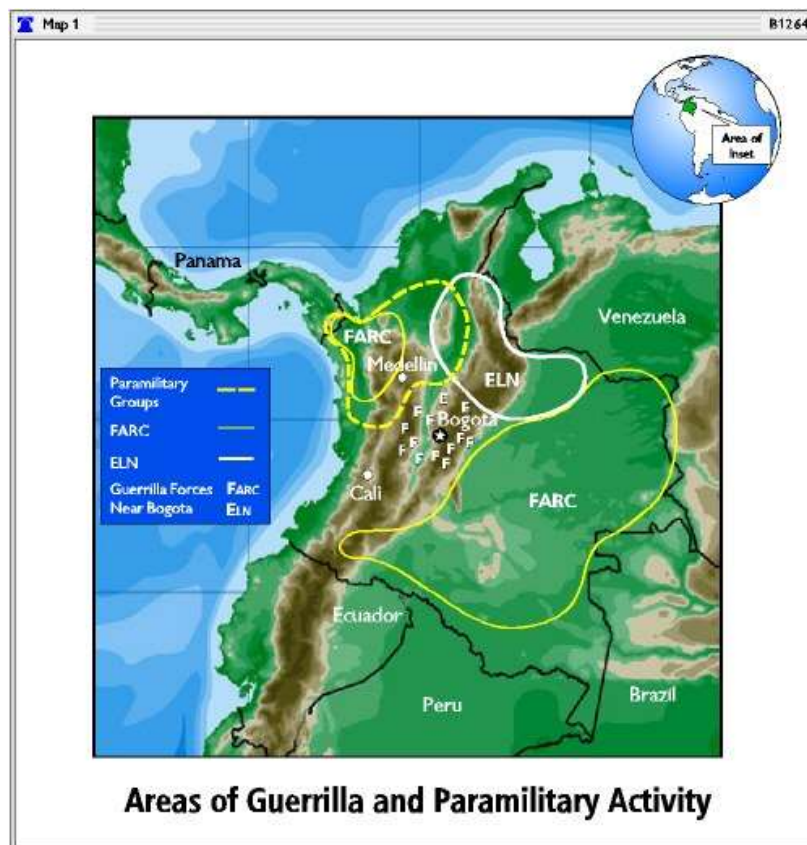 Map 1
B1264
Area of
Inset
Panama
Venezuela
FARC
Medellin
ELN
E
F
F
F
Bogota
F
F
F
F
F
F
F
F
F
Cali
FARC
Paramilitary
Groups
FARC
ELN
Guerrilla Forces FARC
Near Bogota ELN
Ecuador
Peru
Brazil
Areas of Guerrilla and Paramilitary Activity